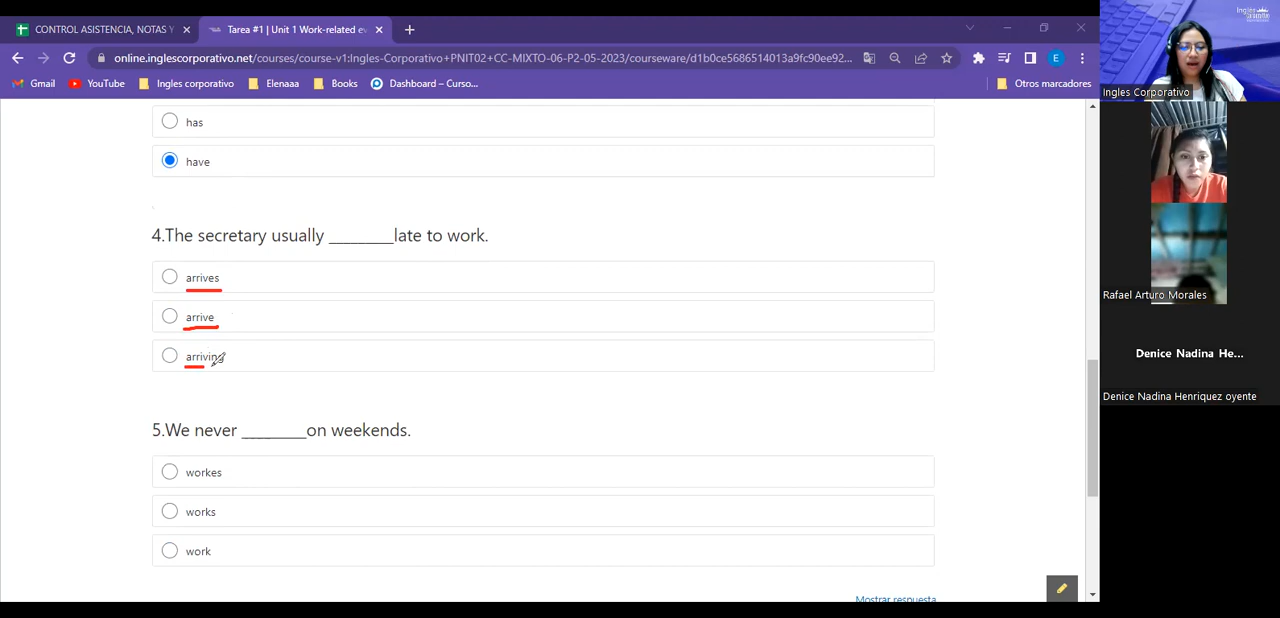 CONTROL ASISTENCIA, NOTAS Y
Tarea #1 | Unit 1 Work-related ev
online.inglescorporativo.net/courses/course-v1:Ingles-Corporativo+PNIT02+CC-MIXTO-06-P2-05-2023/courseware/d1b0ce5686514013a9fc90ee92...
E
Gmail
YouTube
Ingles corporativo
Elenaaa
Books
Dashboard – Curso...
Otros marcadores
has
have
4.The secretary usually ________late to work.
arrives
arrive
arriving
5.We never ________on weekends.
workes
works
work
Mostrar respuesta
Ingles Corporativo
Rafael Arturo Morales
Denice Nadina He...
Denice Nadina Henriquez oyente